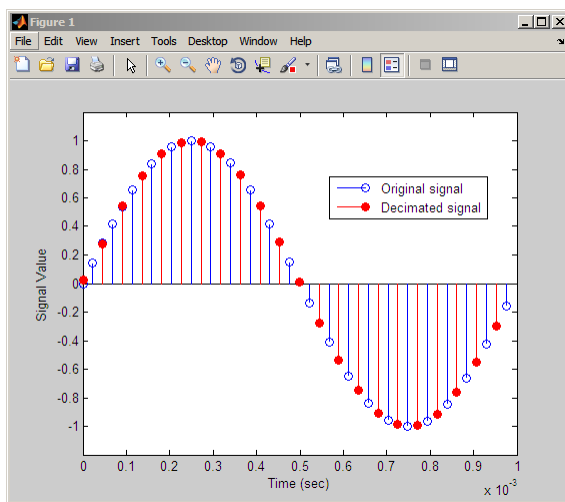 Figure 1
File Edit View Insert Tools Desktop Window Help
Original signal
Decimated signal
Signal Value
1
0.8
0.6
0.4
0.2
0
-0.2
-0.4
-0.6
-0.8
-1
0 0.1 0.2 0.3 0.4 0.5 0.6 0.7 0.8 0.9 1
Time (sec)
x 10⁻³